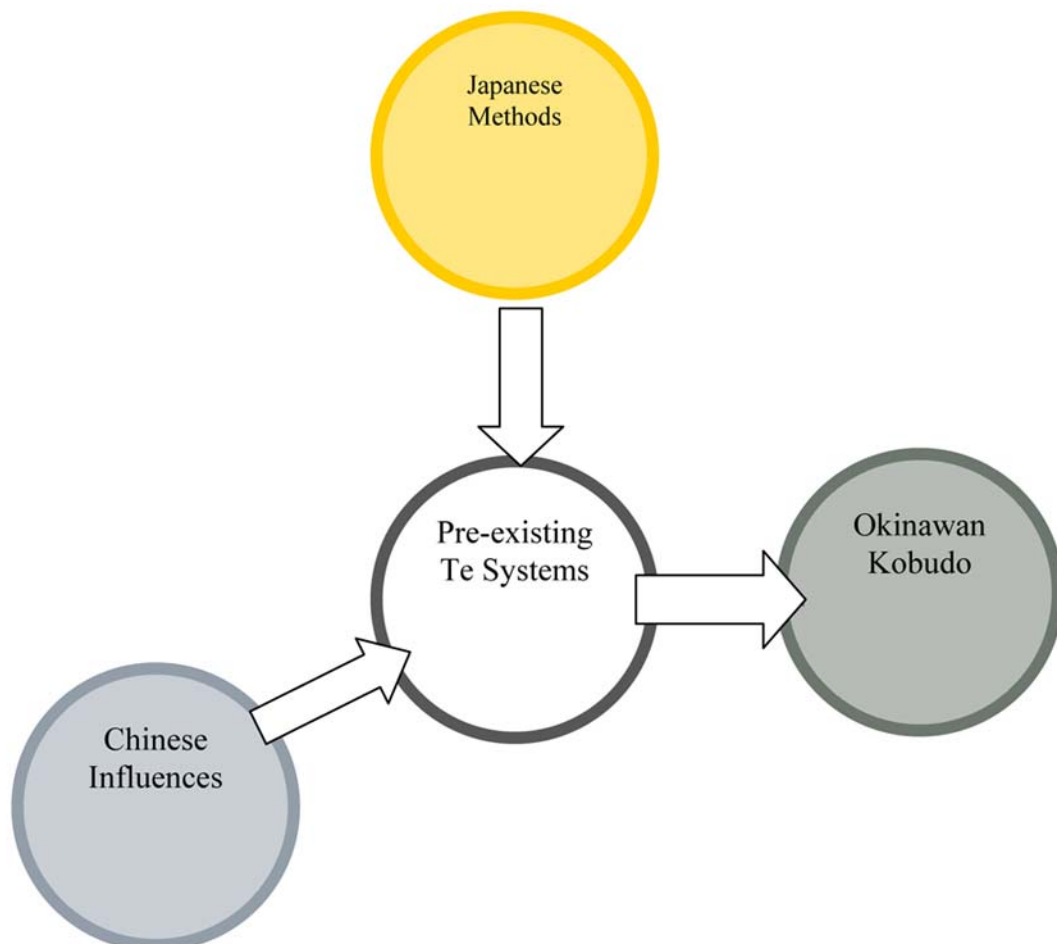 Japanese
Methods
Pre-existing
Te Systems
Okinawan
Kobudo
Chinese
Influences